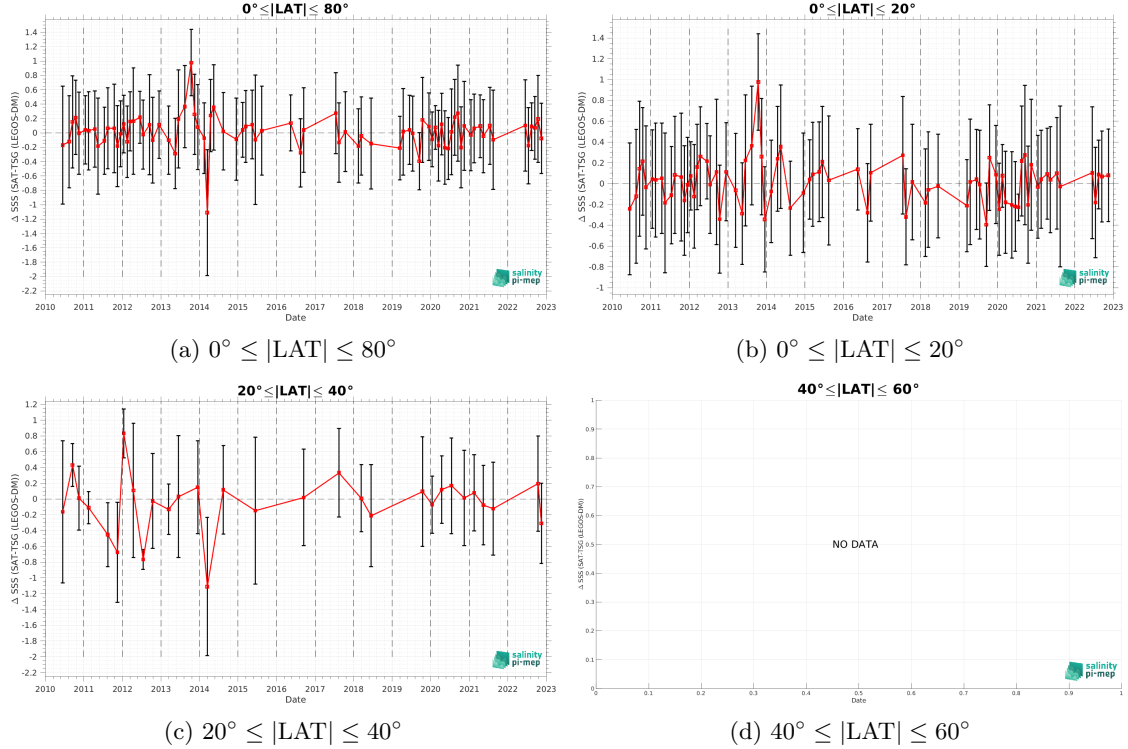 0°≤|LAT|≤ 80°
1.4
1.2
1
0.8
0.6
0.4
0.2
0
-0.2
-0.4
-0.6
-0.8
-1
-1.2
-1.4
-1.6
-1.8
-2
-2.2
Δ SSS (SAT-TSG (LEGOS-DM))
2010 2011 2012 2013 2014 2015 2016 2017 2018 2019 2020 2021 2022 2023
Date
salinity
pi-mep
(a) 0° ≤ |LAT| ≤ 80°
0°≤|LAT|≤ 20°
1.4
1.2
1
0.8
0.6
0.4
0.2
0
-0.2
-0.4
-0.6
-0.8
-1
Δ SSS (SAT-TSG (LEGOS-DM))
2010 2011 2012 2013 2014 2015 2016 2017 2018 2019 2020 2021 2022 2023
Date
salinity
pi-mep
(b) 0° ≤ |LAT| ≤ 20°
20°≤|LAT|≤ 40°
1.2
1
0.8
0.6
0.4
0.2
0
-0.2
-0.4
-0.6
-0.8
-1
-1.2
-1.4
-1.6
-1.8
-2
-2.2
Δ SSS (SAT-TSG (LEGOS-DM))
2010 2011 2012 2013 2014 2015 2016 2017 2018 2019 2020 2021 2022 2023
Date
salinity
pi-mep
(c) 20° ≤ |LAT| ≤ 40°
40°≤|LAT|≤ 60°
1
0.9
0.8
0.7
0.6
0.5
0.4
0.3
0.2
0.1
0
Δ SSS (SAT-TSG (LEGOS-DM))
NO DATA
0 0.1 0.2 0.3 0.4 0.5 0.6 0.7 0.8 0.9 1
Date
salinity
pi-mep
(d) 40° ≤ |LAT| ≤ 60°